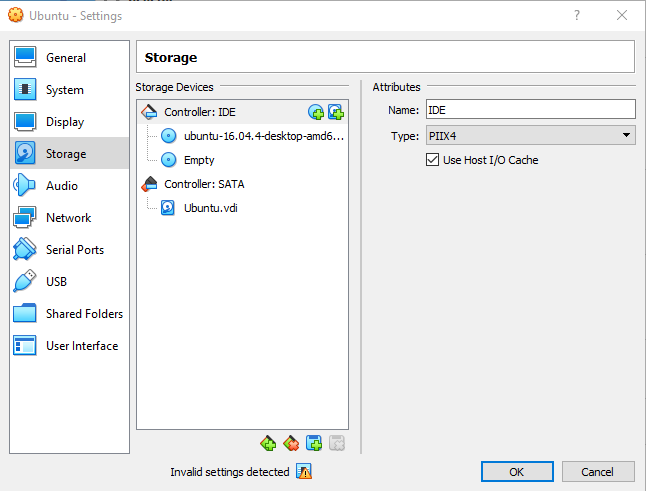 Ubuntu - Settings
?
General
System
Display
Storage
Audio
Network
Serial Ports
USB
Shared Folders
User Interface
Storage
Storage Devices
Controller: IDE
ubuntu-16.04.4-desktop-amd6...
Empty
Controller: SATA
Ubuntu.vdi
Attributes
Name: IDE
Type: PIIX4
Use Host I/O Cache
Invalid settings detected
OK
Cancel